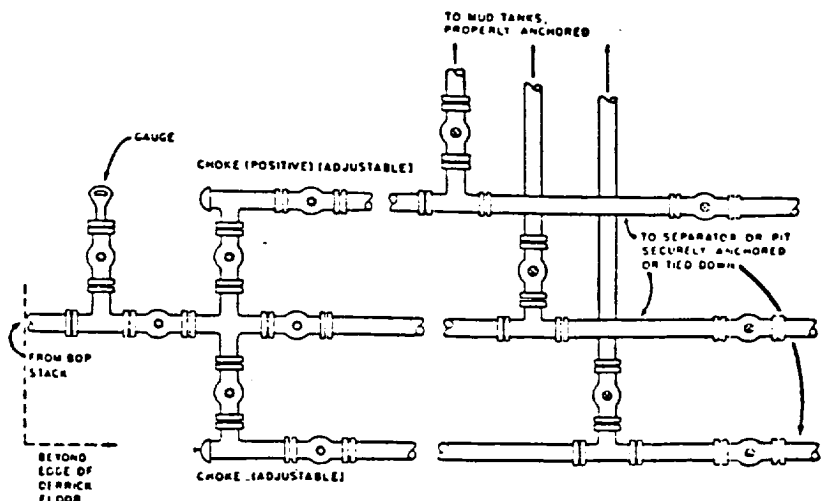 TO MUD TANKS,
PROPERLY ANCHORED
GAUGE
CHOKE (POSITIVE) (ADJUSTABLE)
TO SEPARATOR OR PIT
SECURELY ANCHORED
OR TIED DOWN
FROM BOP
STACK
BEYOND
EDGE OF
DERRICK
FLOOR
CHOKE (ADJUSTABLE)